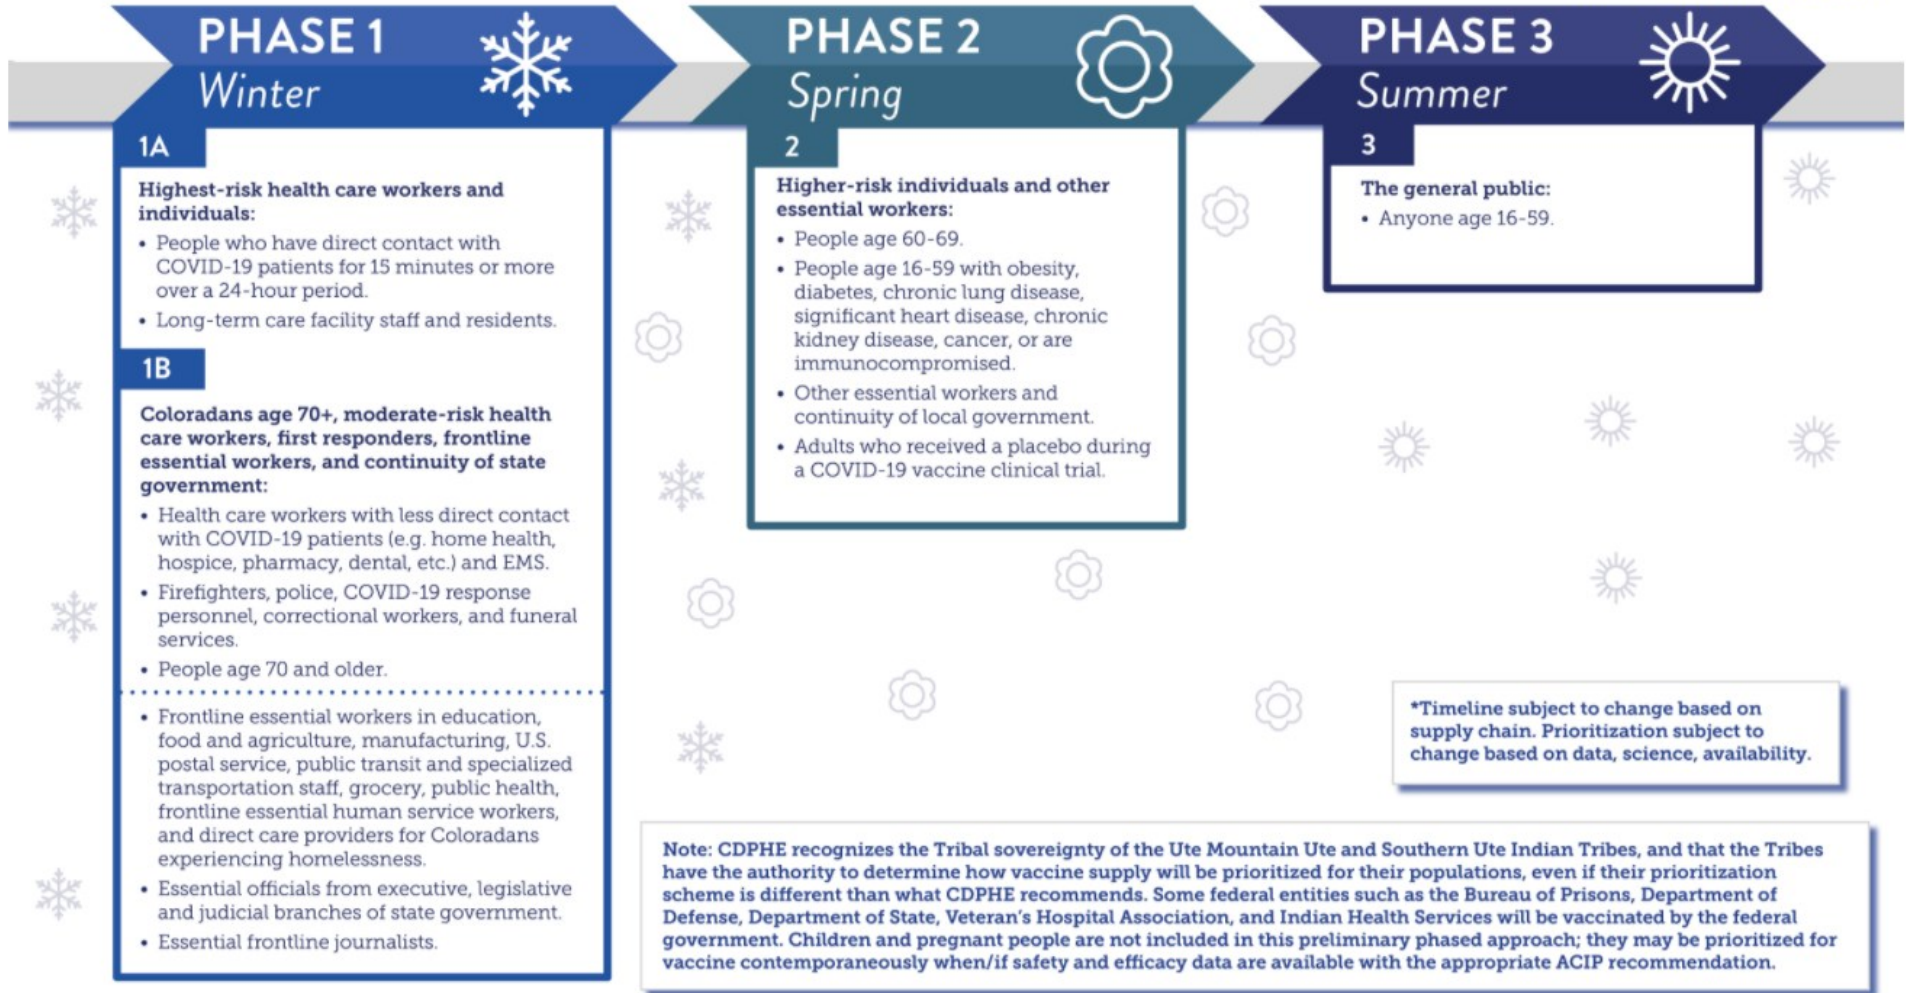 PHASE 1
Winter
1A
Highest-risk health care workers and
individuals:
• People who have direct contact with
COVID-19 patients for 15 minutes or more
over a 24-hour period.
• Long-term care facility staff and residents.
1B
Coloradans age 70+, moderate-risk health
care workers, first responders, frontline
essential workers, and continuity of state
government:
• Health care workers with less direct contact
with COVID-19 patients (e.g. home health,
hospice, pharmacy, dental, etc.) and EMS.
• Firefighters, police, COVID-19 response
personnel, correctional workers, and funeral
services.
• People age 70 and older.
• Frontline essential workers in education,
food and agriculture, manufacturing, U.S.
postal service, public transit and specialized
transportation staff, grocery, public health,
frontline essential human service workers,
and direct care providers for Coloradans
experiencing homelessness.
• Essential officials from executive, legislative
and judicial branches of state government.
• Essential frontline journalists.
PHASE 2
Spring
2
Higher-risk individuals and other
essential workers:
• People age 60-69.
• People age 16-59 with obesity,
diabetes, chronic lung disease,
significant heart disease, chronic
kidney disease, cancer, or are
immunocompromised.
• Other essential workers and
continuity of local government.
• Adults who received a placebo during
a COVID-19 vaccine clinical trial.
PHASE 3
Summer
3
The general public:
• Anyone age 16-59.
*Timeline subject to change based on
supply chain. Prioritization subject to
change based on data, science, availability.
Note: CDPHE recognizes the Tribal sovereignty of the Ute Mountain Ute and Southern Ute Indian Tribes, and that the Tribes
have the authority to determine how vaccine supply will be prioritized for their populations, even if their prioritization
scheme is different than what CDPHE recommends. Some federal entities such as the Bureau of Prisons, Department of
Defense, Department of State, Veteran's Hospital Association, and Indian Health Services will be vaccinated by the federal
government. Children and pregnant people are not included in this preliminary phased approach; they may be prioritized for
vaccine contemporaneously when/if safety and efficacy data are available with the appropriate ACIP recommendation.